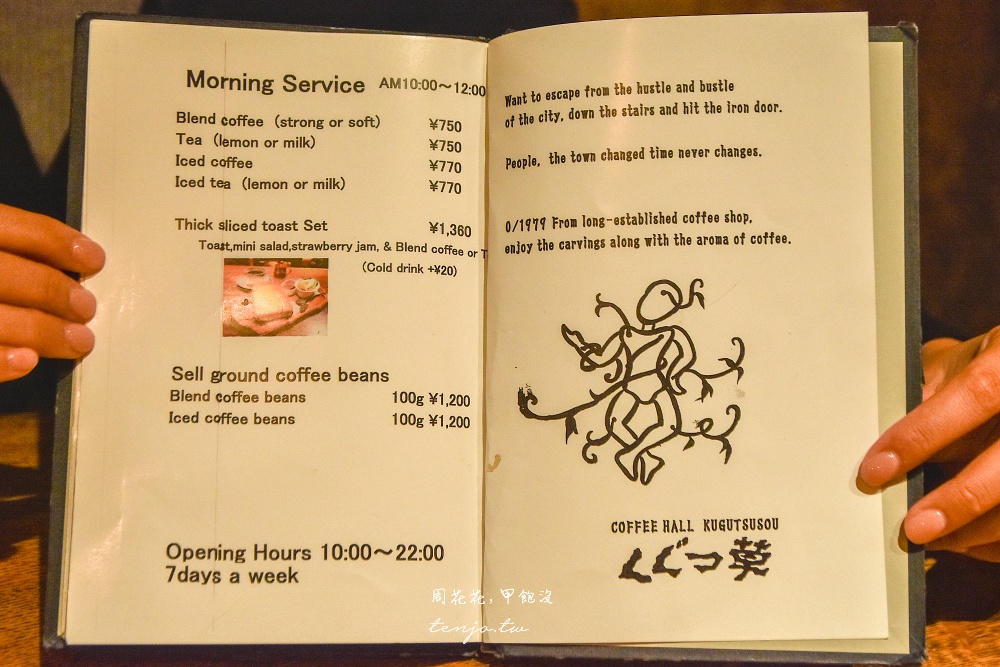 Morning Service AM10:00～12:00
Blend coffee (strong or soft) ¥750
Tea (lemon or milk) ¥750
Iced coffee ¥770
Iced tea (lemon or milk) ¥770
Thick sliced toast Set ¥1,360
Toast,mini salad,strawberry jam, & Blend coffee or T
(Cold drink +¥20)
Sell ground coffee beans
Blend coffee beans 100g ¥1,200
Iced coffee beans 100g ¥1,200
Opening Hours 10:00～22:00
7days a week
Want to escape from the hustle and bustle
of the city, down the stairs and hit the iron door.
People, the town changed time never changes.
O/1979 From long-established coffee shop,
enjoy the carvings along with the aroma of coffee.
COFFEE HALL KUGUTSUSOU
くぐつ草
周花花，甲飽沒
tenjo.tw